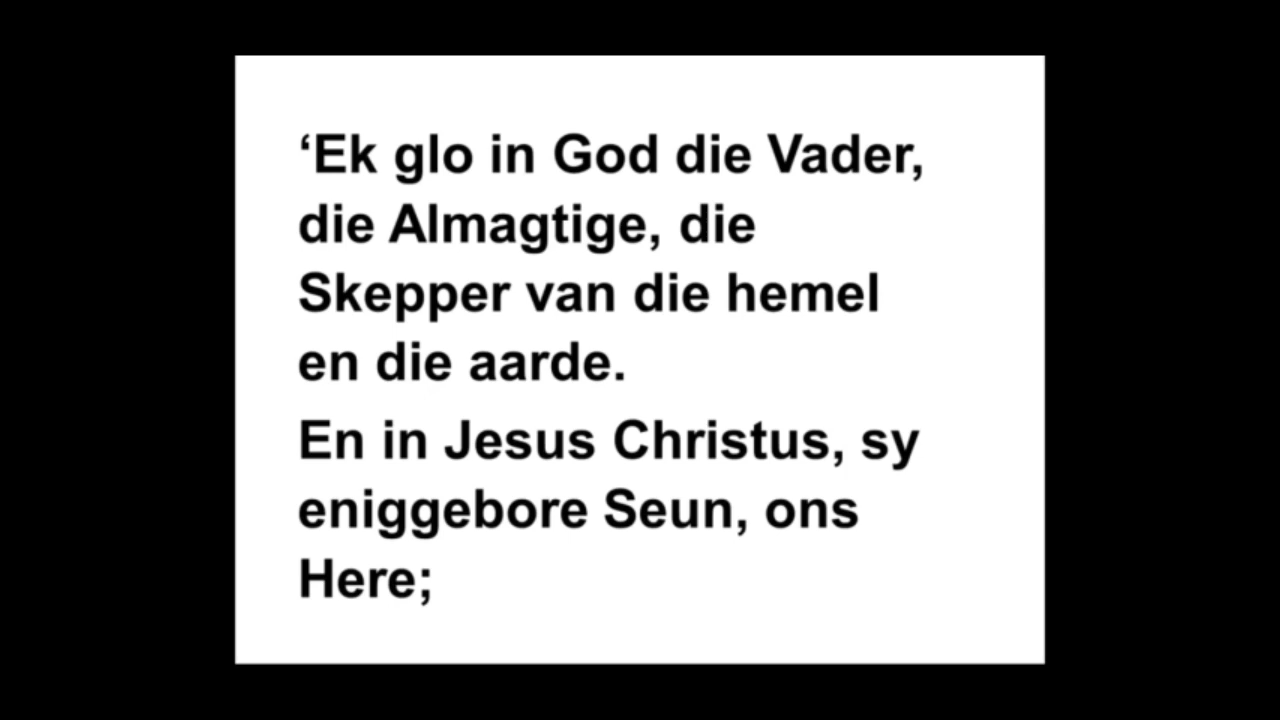 ‘Ek glo in God die Vader,
die Almagtige, die
Skepper van die hemel
en die aarde.
En in Jesus Christus, sy
eniggebore Seun, ons
Here;